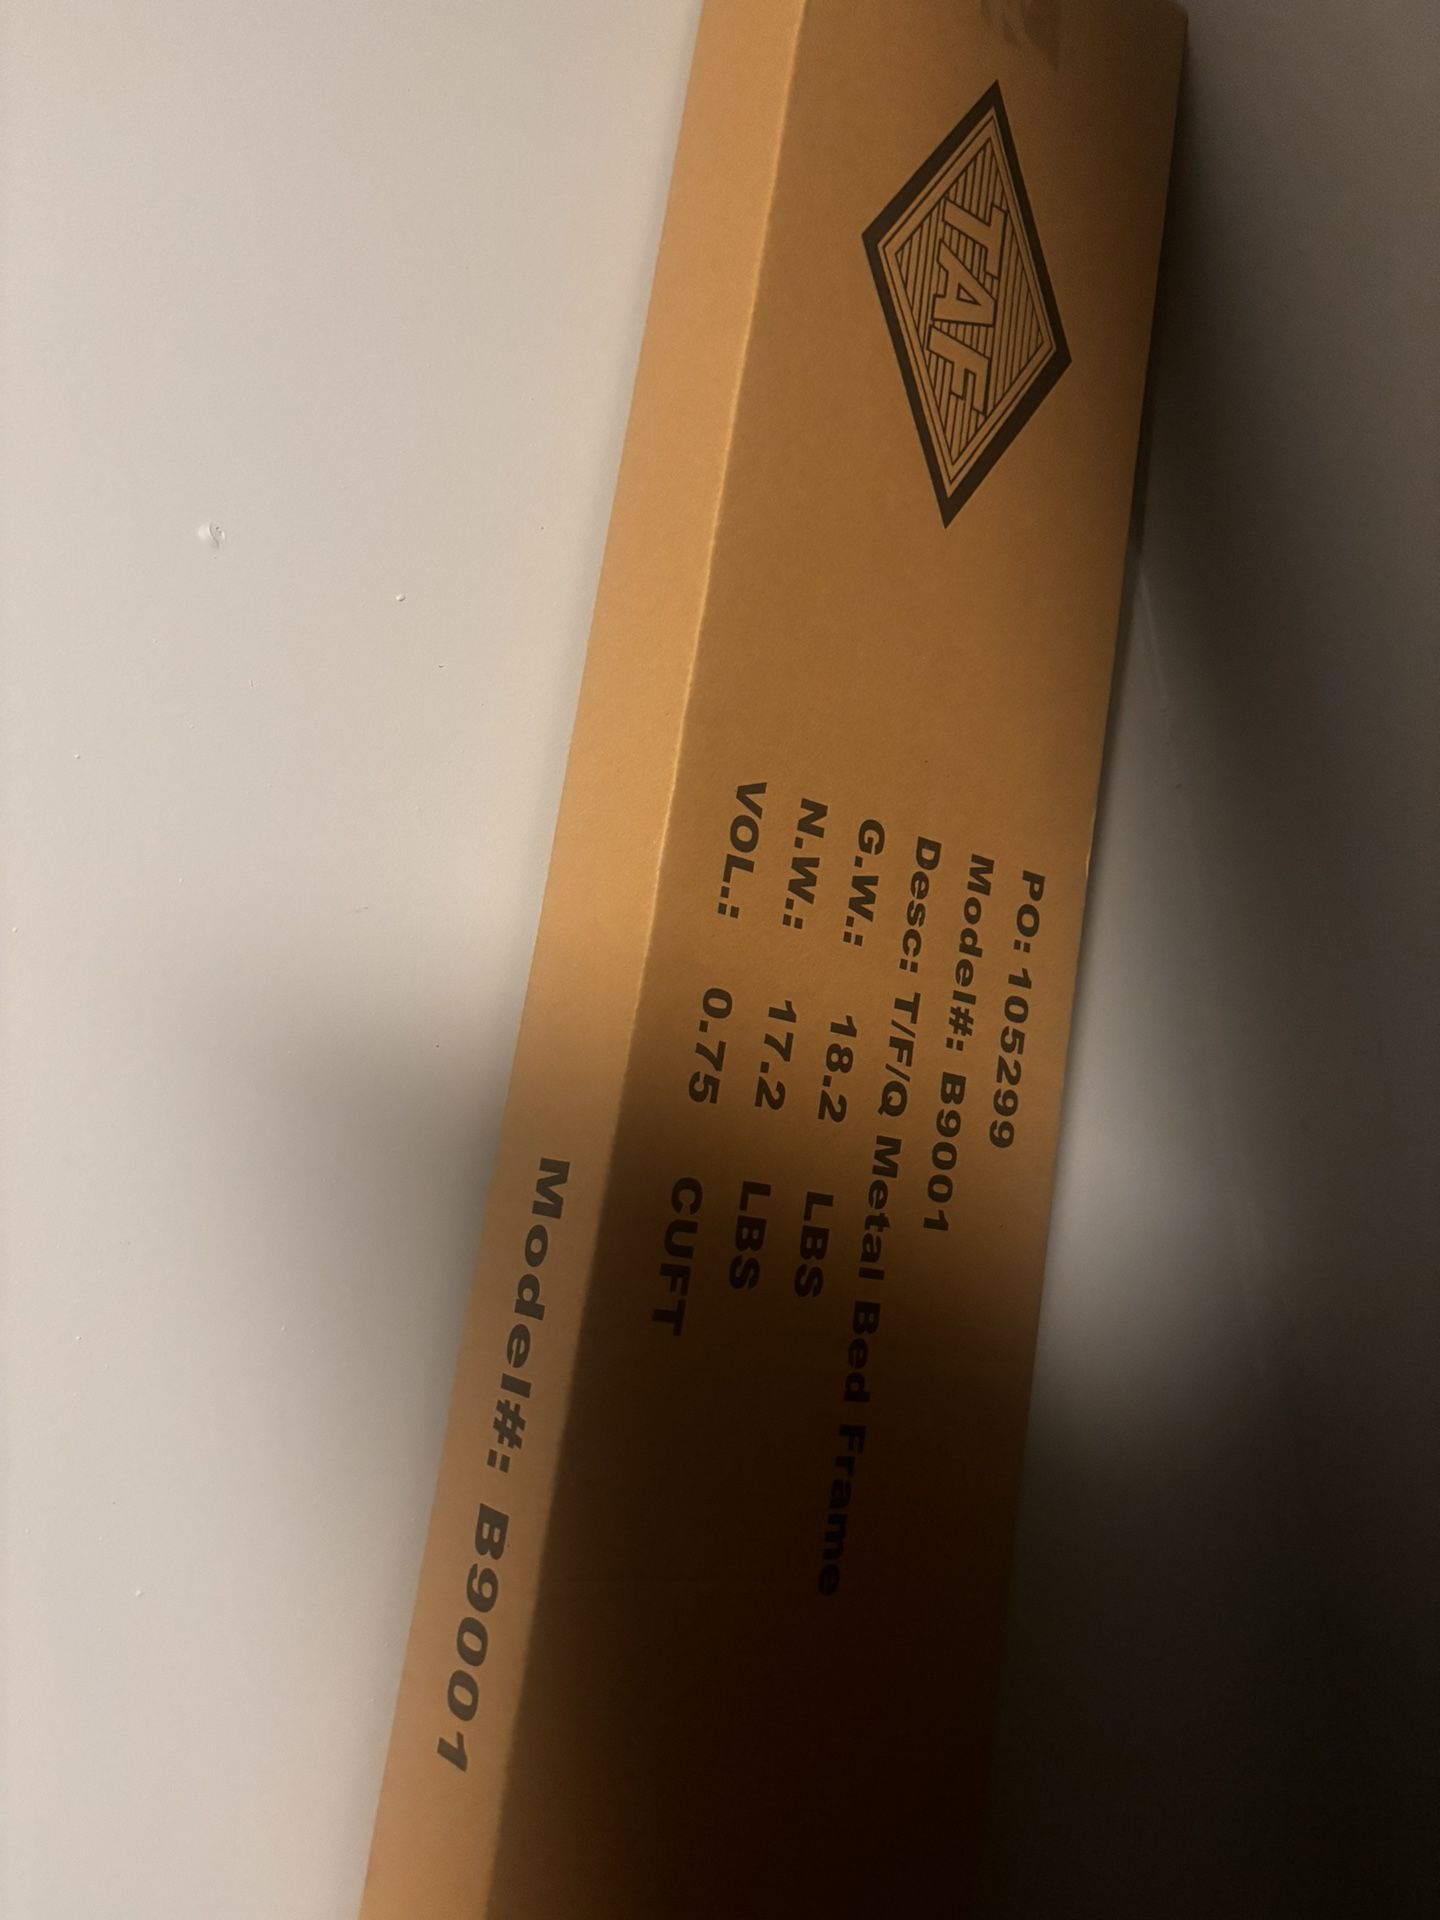 TAF
PO: 105299
Model#: B9001
Desc: T/F/Q Metal Bed Frame
G.W.: 18.2 LBS
N.W.: 17.2 LBS
VOL.: 0.75 CUFT
Model#: B9001